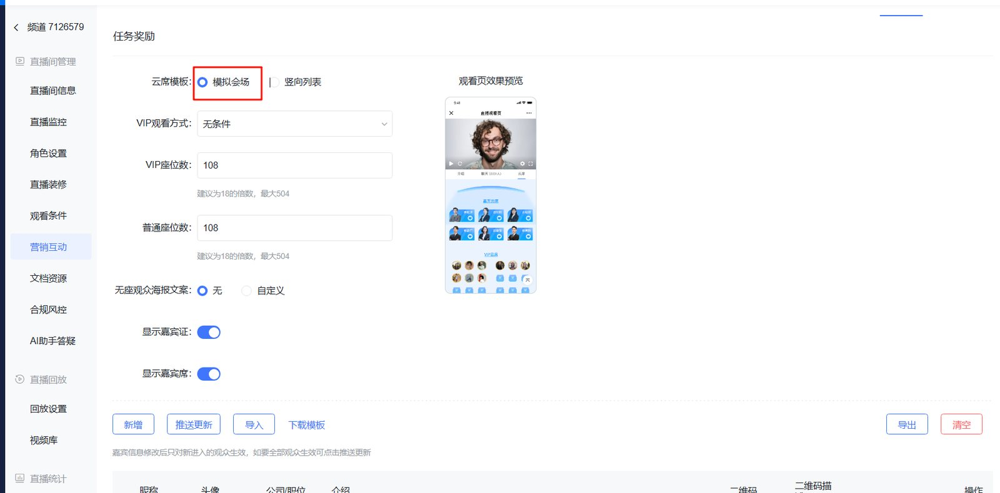 频道 7126579
直播间管理
直播间信息
直播监控
角色设置
直播装修
观看条件
营销互动
文档资源
合规风控
AI助手答疑
直播回放
回放设置
视频库
直播统计
任务奖励
云席模板:
模拟会场
竖向列表
VIP观看方式:
无条件
VIP座位数:
108
建议为18的倍数，最大504
普通座位数:
108
建议为18的倍数，最大504
无座观众海报文案:
无
自定义
显示嘉宾证:
显示嘉宾席:
观看页效果预览
9:41
直播观看页
介绍
聊天
云席
嘉宾云席
VIP云席
新增
推送更新
导入
下载模板
导出
清空
嘉宾信息修改后只对新进入的观众生效，如要全部观众生效可点击推送更新
昵称
头像
公司/职位
介绍
二维码
二维码描
操作